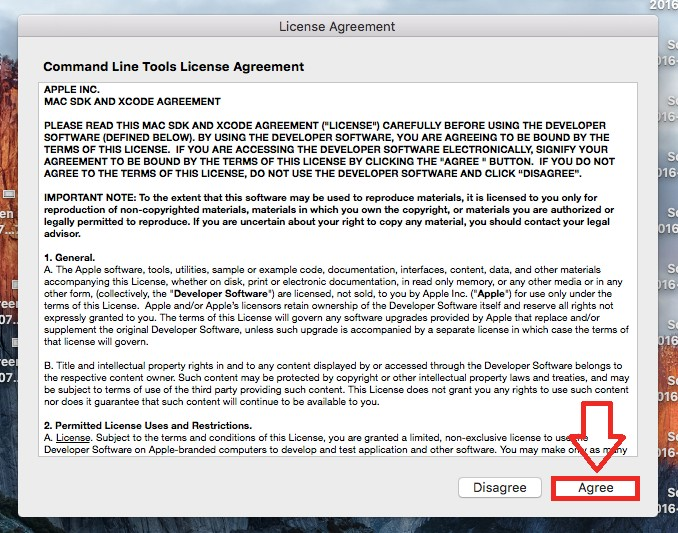 2016
License Agreement
Command Line Tools License Agreement
APPLE INC.
MAC SDK AND XCODE AGREEMENT
PLEASE READ THIS MAC SDK AND XCODE AGREEMENT ("LICENSE") CAREFULLY BEFORE USING THE DEVELOPER
SOFTWARE (DEFINED BELOW). BY USING THE DEVELOPER SOFTWARE, YOU ARE AGREEING TO BE BOUND BY THE
TERMS OF THIS LICENSE.  IF YOU ARE ACCESSING THE DEVELOPER SOFTWARE ELECTRONICALLY, SIGNIFY YOUR
AGREEMENT TO BE BOUND BY THE TERMS OF THIS LICENSE BY CLICKING THE "AGREE " BUTTON.  IF YOU DO NOT
AGREE TO THE TERMS OF THIS LICENSE, DO NOT USE THE DEVELOPER SOFTWARE AND CLICK “DISAGREE”.
IMPORTANT NOTE: To the extent that this software may be used to reproduce materials, it is licensed to you only for
reproduction of non-copyrighted materials, materials in which you own the copyright, or materials you are authorized or
legally permitted to reproduce. If you are uncertain about your right to copy any material, you should contact your legal
advisor.
1. General.
A. The Apple software, tools, utilities, sample or example code, documentation, interfaces, content, data, and other materials
accompanying this License, whether on disk, print or electronic documentation, in read only memory, or any other media or in any
other form, (collectively, the "Developer Software") are licensed, not sold, to you by Apple Inc. ("Apple") for use only under the
terms of this License.  Apple and/or Apple's licensors retain ownership of the Developer Software itself and reserve all rights not
expressly granted to you. The terms of this License will govern any software upgrades provided by Apple that replace and/or
supplement the original Developer Software, unless such upgrade is accompanied by a separate license in which case the terms of
that license will govern.
B. Title and intellectual property rights in and to any content displayed by or accessed through the Developer Software belongs to
the respective content owner. Such content may be protected by copyright or other intellectual property laws and treaties, and may
be subject to terms of use of the third party providing such content. This License does not grant you any rights to use such content
nor does it guarantee that such content will continue to be available to you.
2. Permitted License Uses and Restrictions.
A. License. Subject to the terms and conditions of this License, you are granted a limited, non-exclusive license to use the
Developer Software on Apple-branded computers to develop and test application and other software. You may make only as many
Disagree
Agree